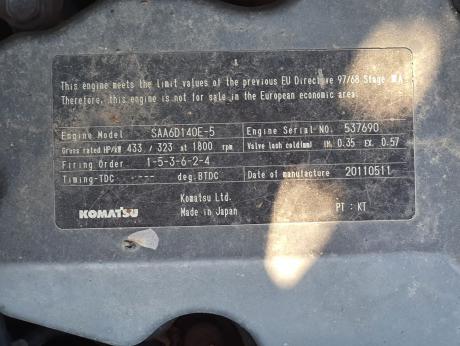 This engine meets the limit values of the previous EU Directive 97/68 Stage ⅢA
Therefore, this engine is not for sale in the European economic area.
Engine Model SAA6D140E-5 Engine Serial NO. 537690
Gross rated HP/kW 433 / 323 at 1800 rpm Valve lash cold(mm) IN. 0.35 EX. 0.57
Firing Order 1-5-3-6-2-4
Timing-TDC ---- deg.BTDC Date of manufacture 20110511
KOMATSU Komatsu Ltd.
Made in Japan PT : KT